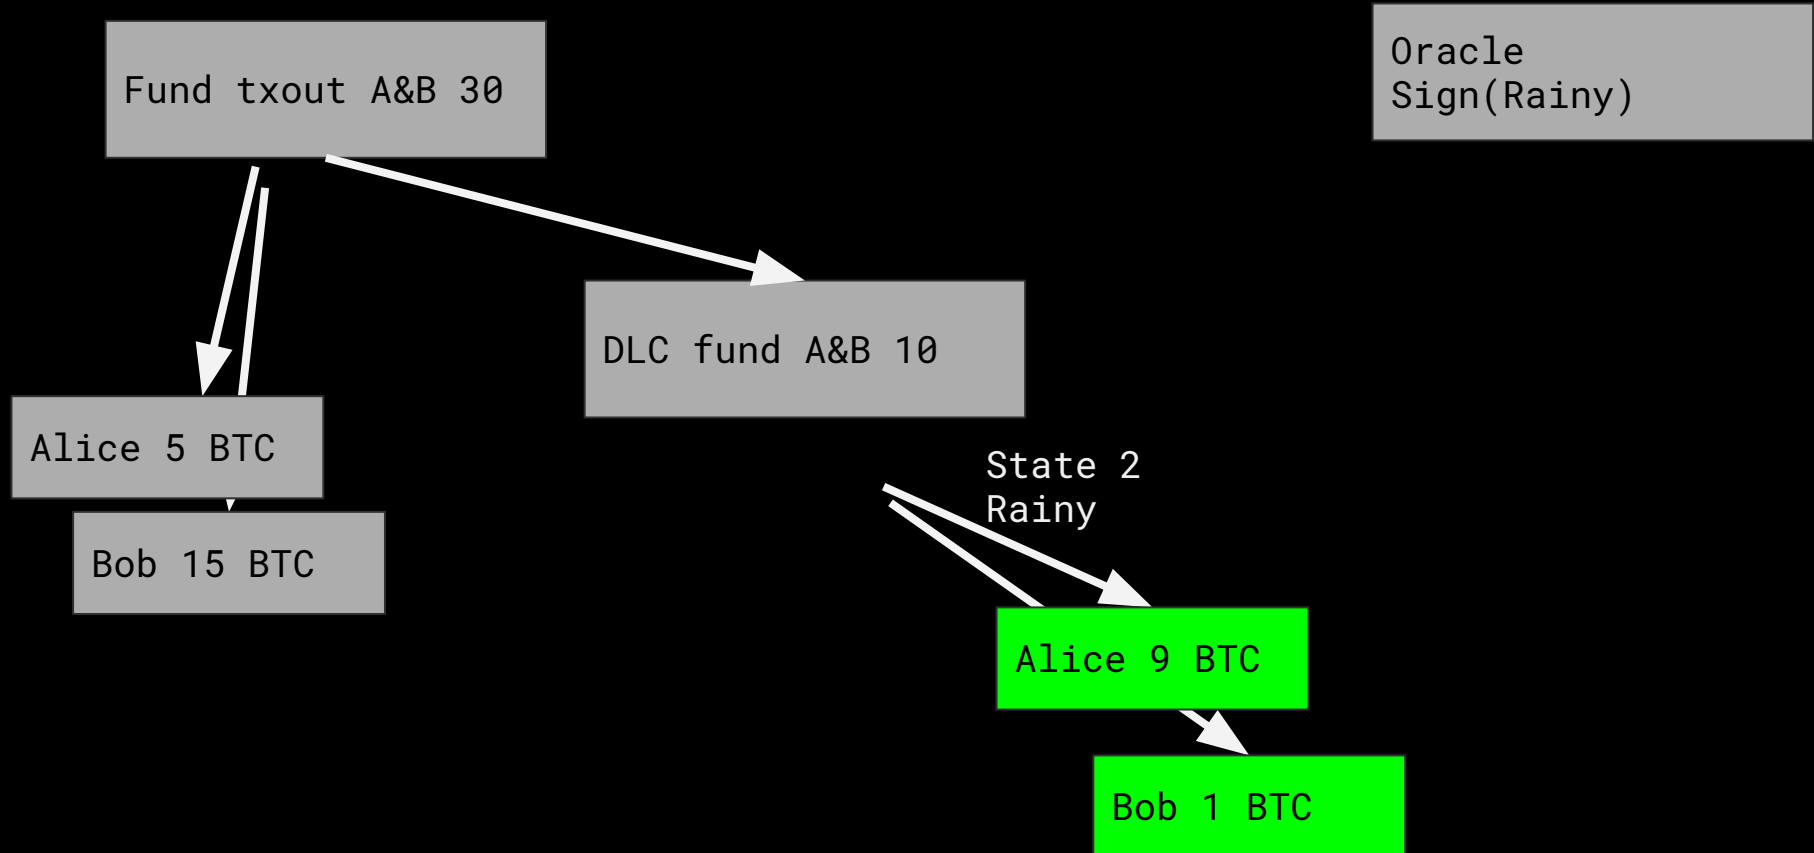 Fund txout A&B 30
Oracle
Sign(Rainy)
DLC fund A&B 10
Alice 5 BTC
State 2
Rainy
Bob 15 BTC
Alice 9 BTC
Bob 1 BTC